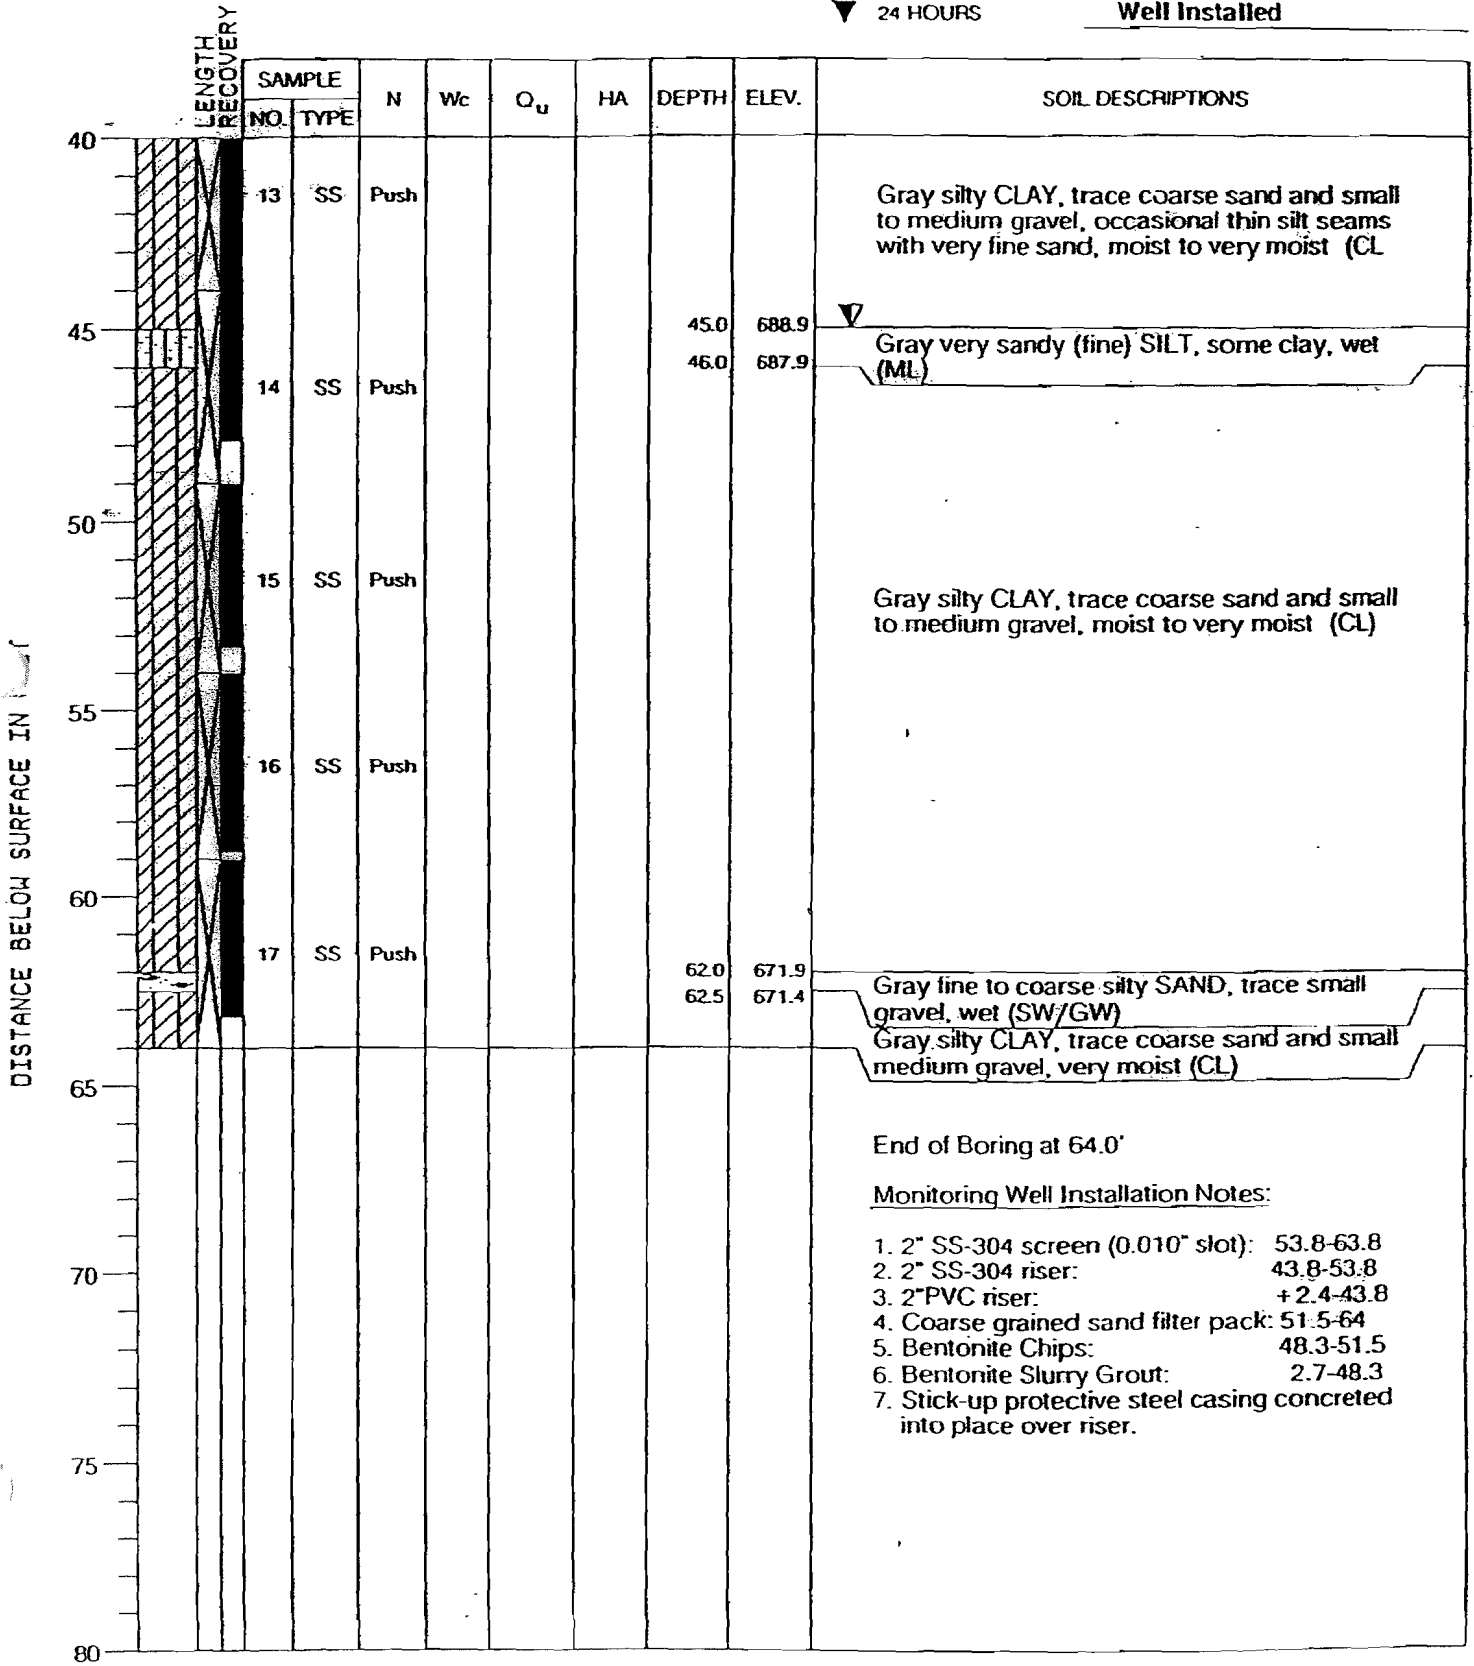 ▼ 24 HOURS Well Installed
LENGTH
RECOVERY
SAMPLE
NO. TYPE N Wc Qu HA DEPTH ELEV. SOIL DESCRIPTIONS
40
13 SS Push
Gray silty CLAY, trace coarse sand and small
to medium gravel, occasional thin silt seams
with very fine sand, moist to very moist (CL
45 45.0 688.9
Gray very sandy (fine) SILT, some clay, wet
46.0 687.9 (ML)
14 SS Push
50
15 SS Push
Gray silty CLAY, trace coarse sand and small
to medium gravel, moist to very moist (CL)
DISTANCE BELOW SURFACE IN
55
16 SS Push
60
17 SS Push
62.0 671.9
Gray fine to coarse silty SAND, trace small
62.5 671.4
gravel, wet (SW/GW)
Gray silty CLAY, trace coarse sand and small
medium gravel, very moist (CL)
65
End of Boring at 64.0'
Monitoring Well Installation Notes:
1. 2" SS-304 screen (0.010" slot): 53.8-63.8
70
2. 2" SS-304 riser: 43.8-53.8
3. 2"PVC riser: +2.4-43.8
4. Coarse grained sand filter pack: 51.5-64
5. Bentonite Chips: 48.3-51.5
6. Bentonite Slurry Grout: 2.7-48.3
7. Stick-up protective steel casing concreted
into place over riser.
75
80